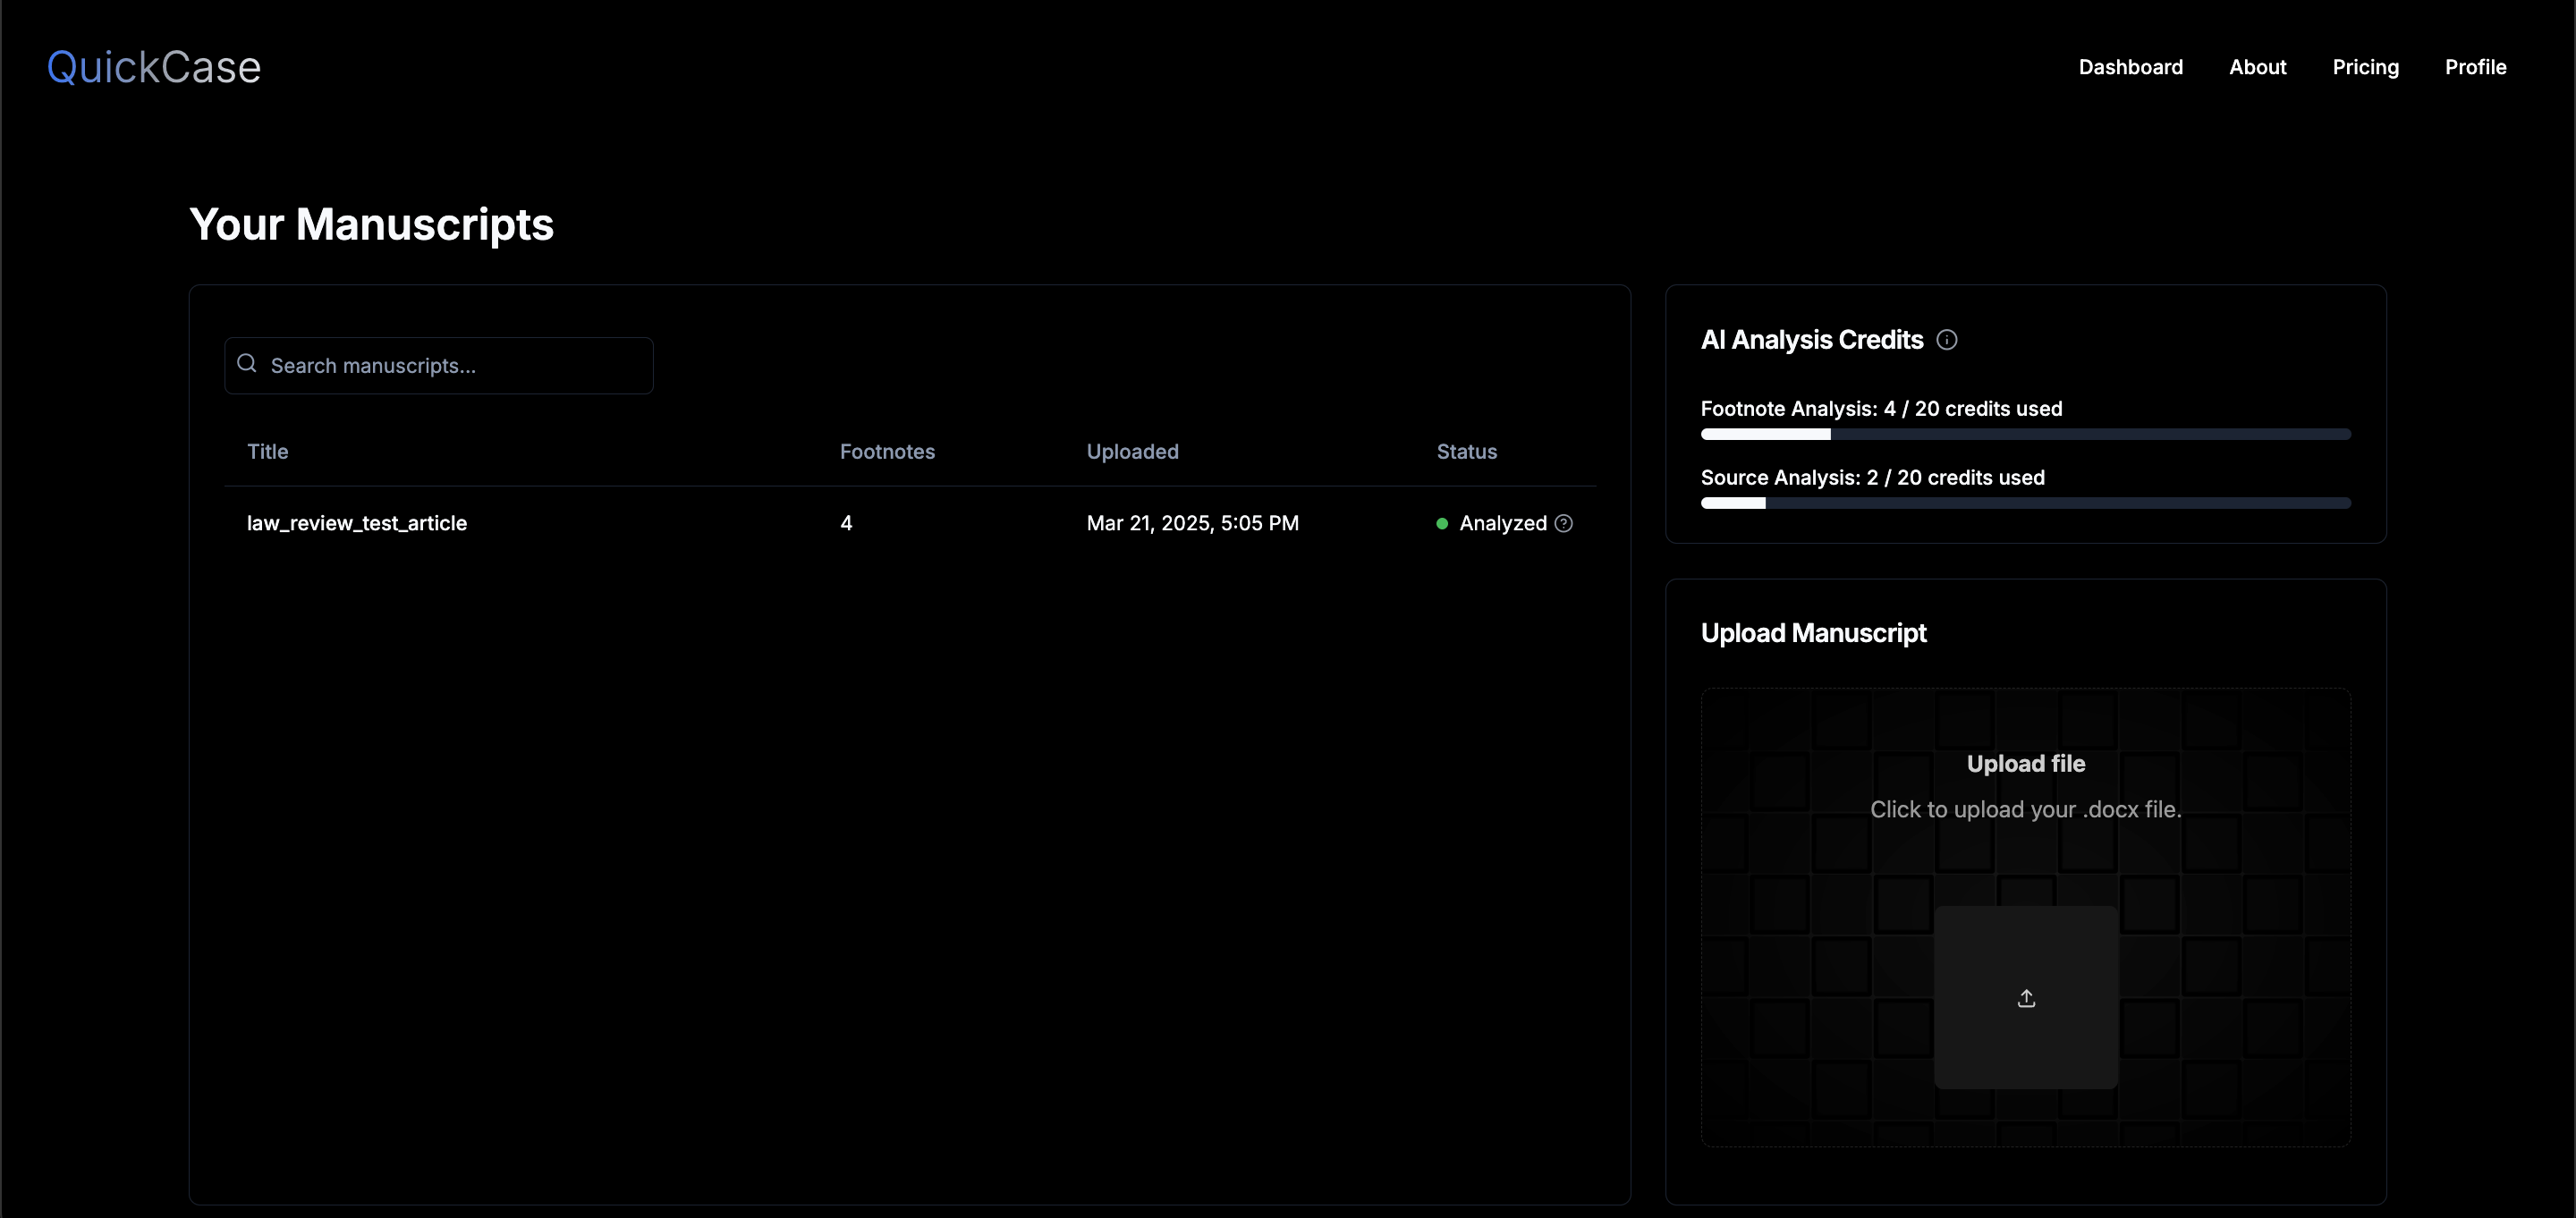 QuickCase
Dashboard About Pricing Profile
Your Manuscripts
Search manuscripts...
Title Footnotes Uploaded Status
law_review_test_article 4 Mar 21, 2025, 5:05 PM Analyzed
AI Analysis Credits
Footnote Analysis: 4 / 20 credits used
Source Analysis: 2 / 20 credits used
Upload Manuscript
Upload file
Click to upload your .docx file.